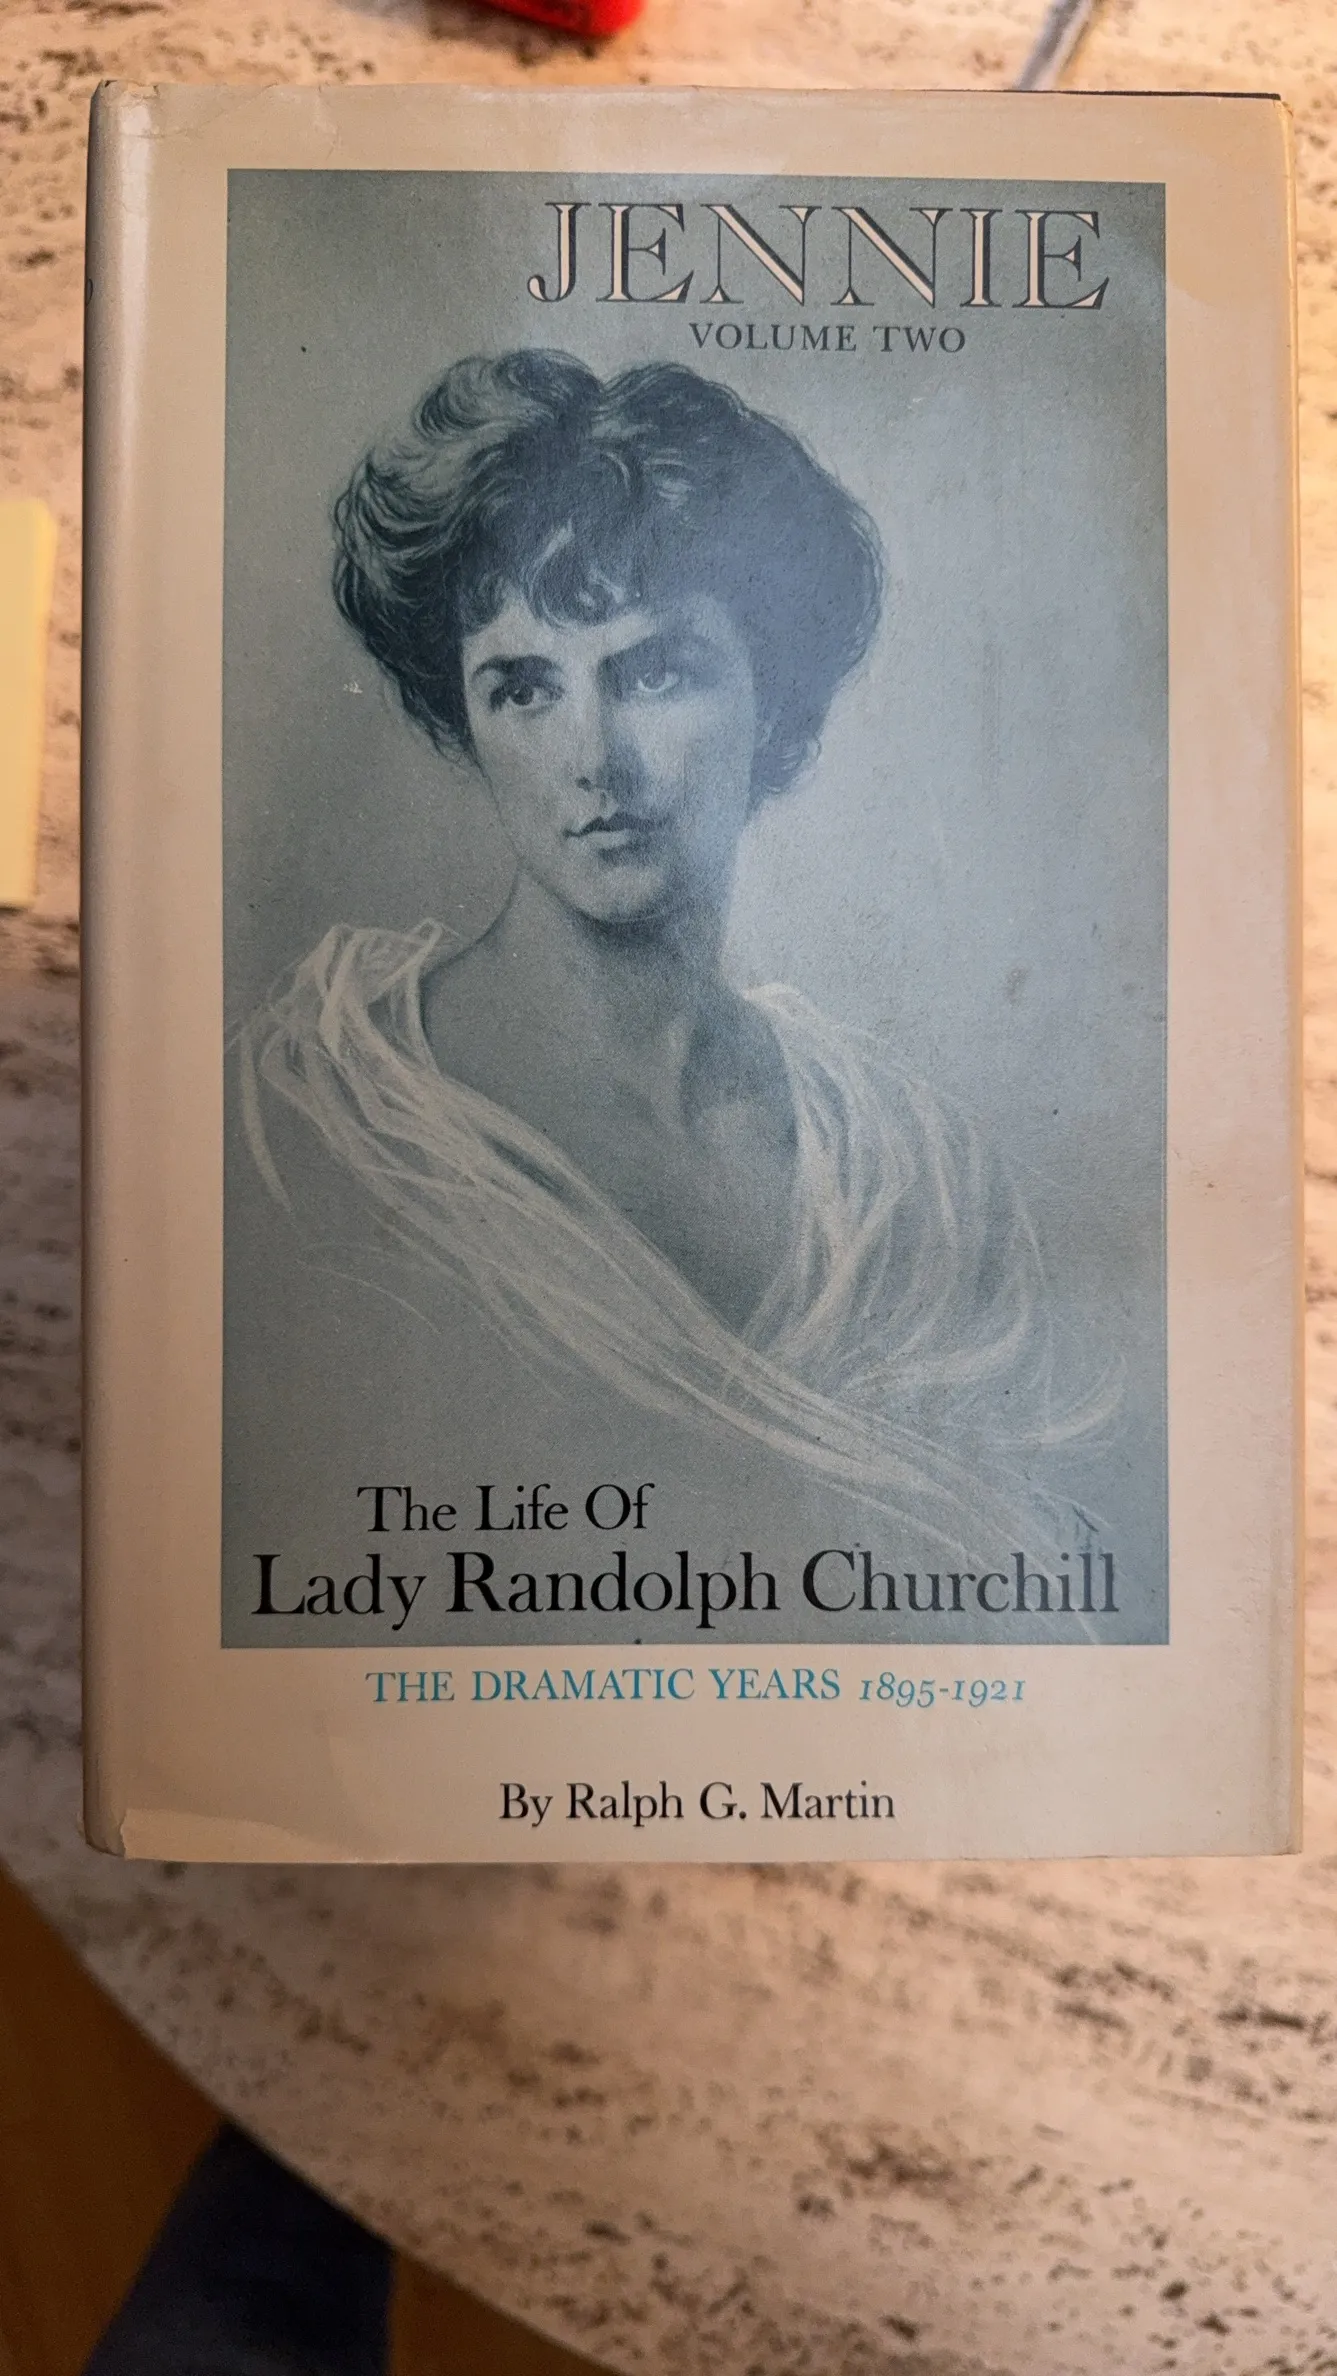 JENNIE
VOLUME TWO
The Life Of
Lady Randolph Churchill
THE DRAMATIC YEARS 1895-1921
By Ralph G. Martin